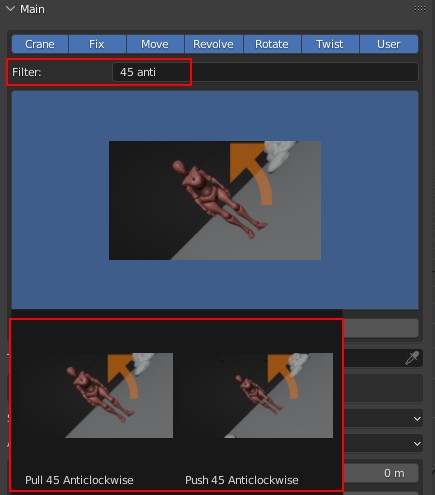 Main
Crane Fix Move Revolve Rotate Twist User
Filter: 45 anti
Pull 45 Anticlockwise Push 45 Anticlockwise
0 m